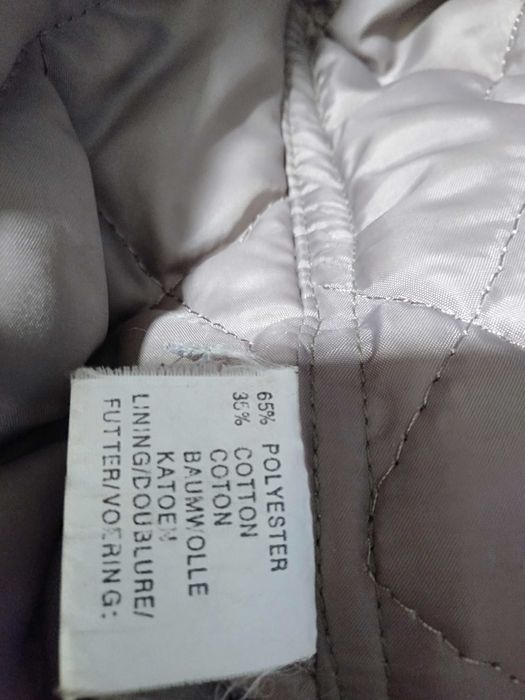 65% POLYESTER
35% COTTON
COTON
BAUMWOLLE
KATOEN
LINING/DOUBLURE/
FUTTER/VOERING: